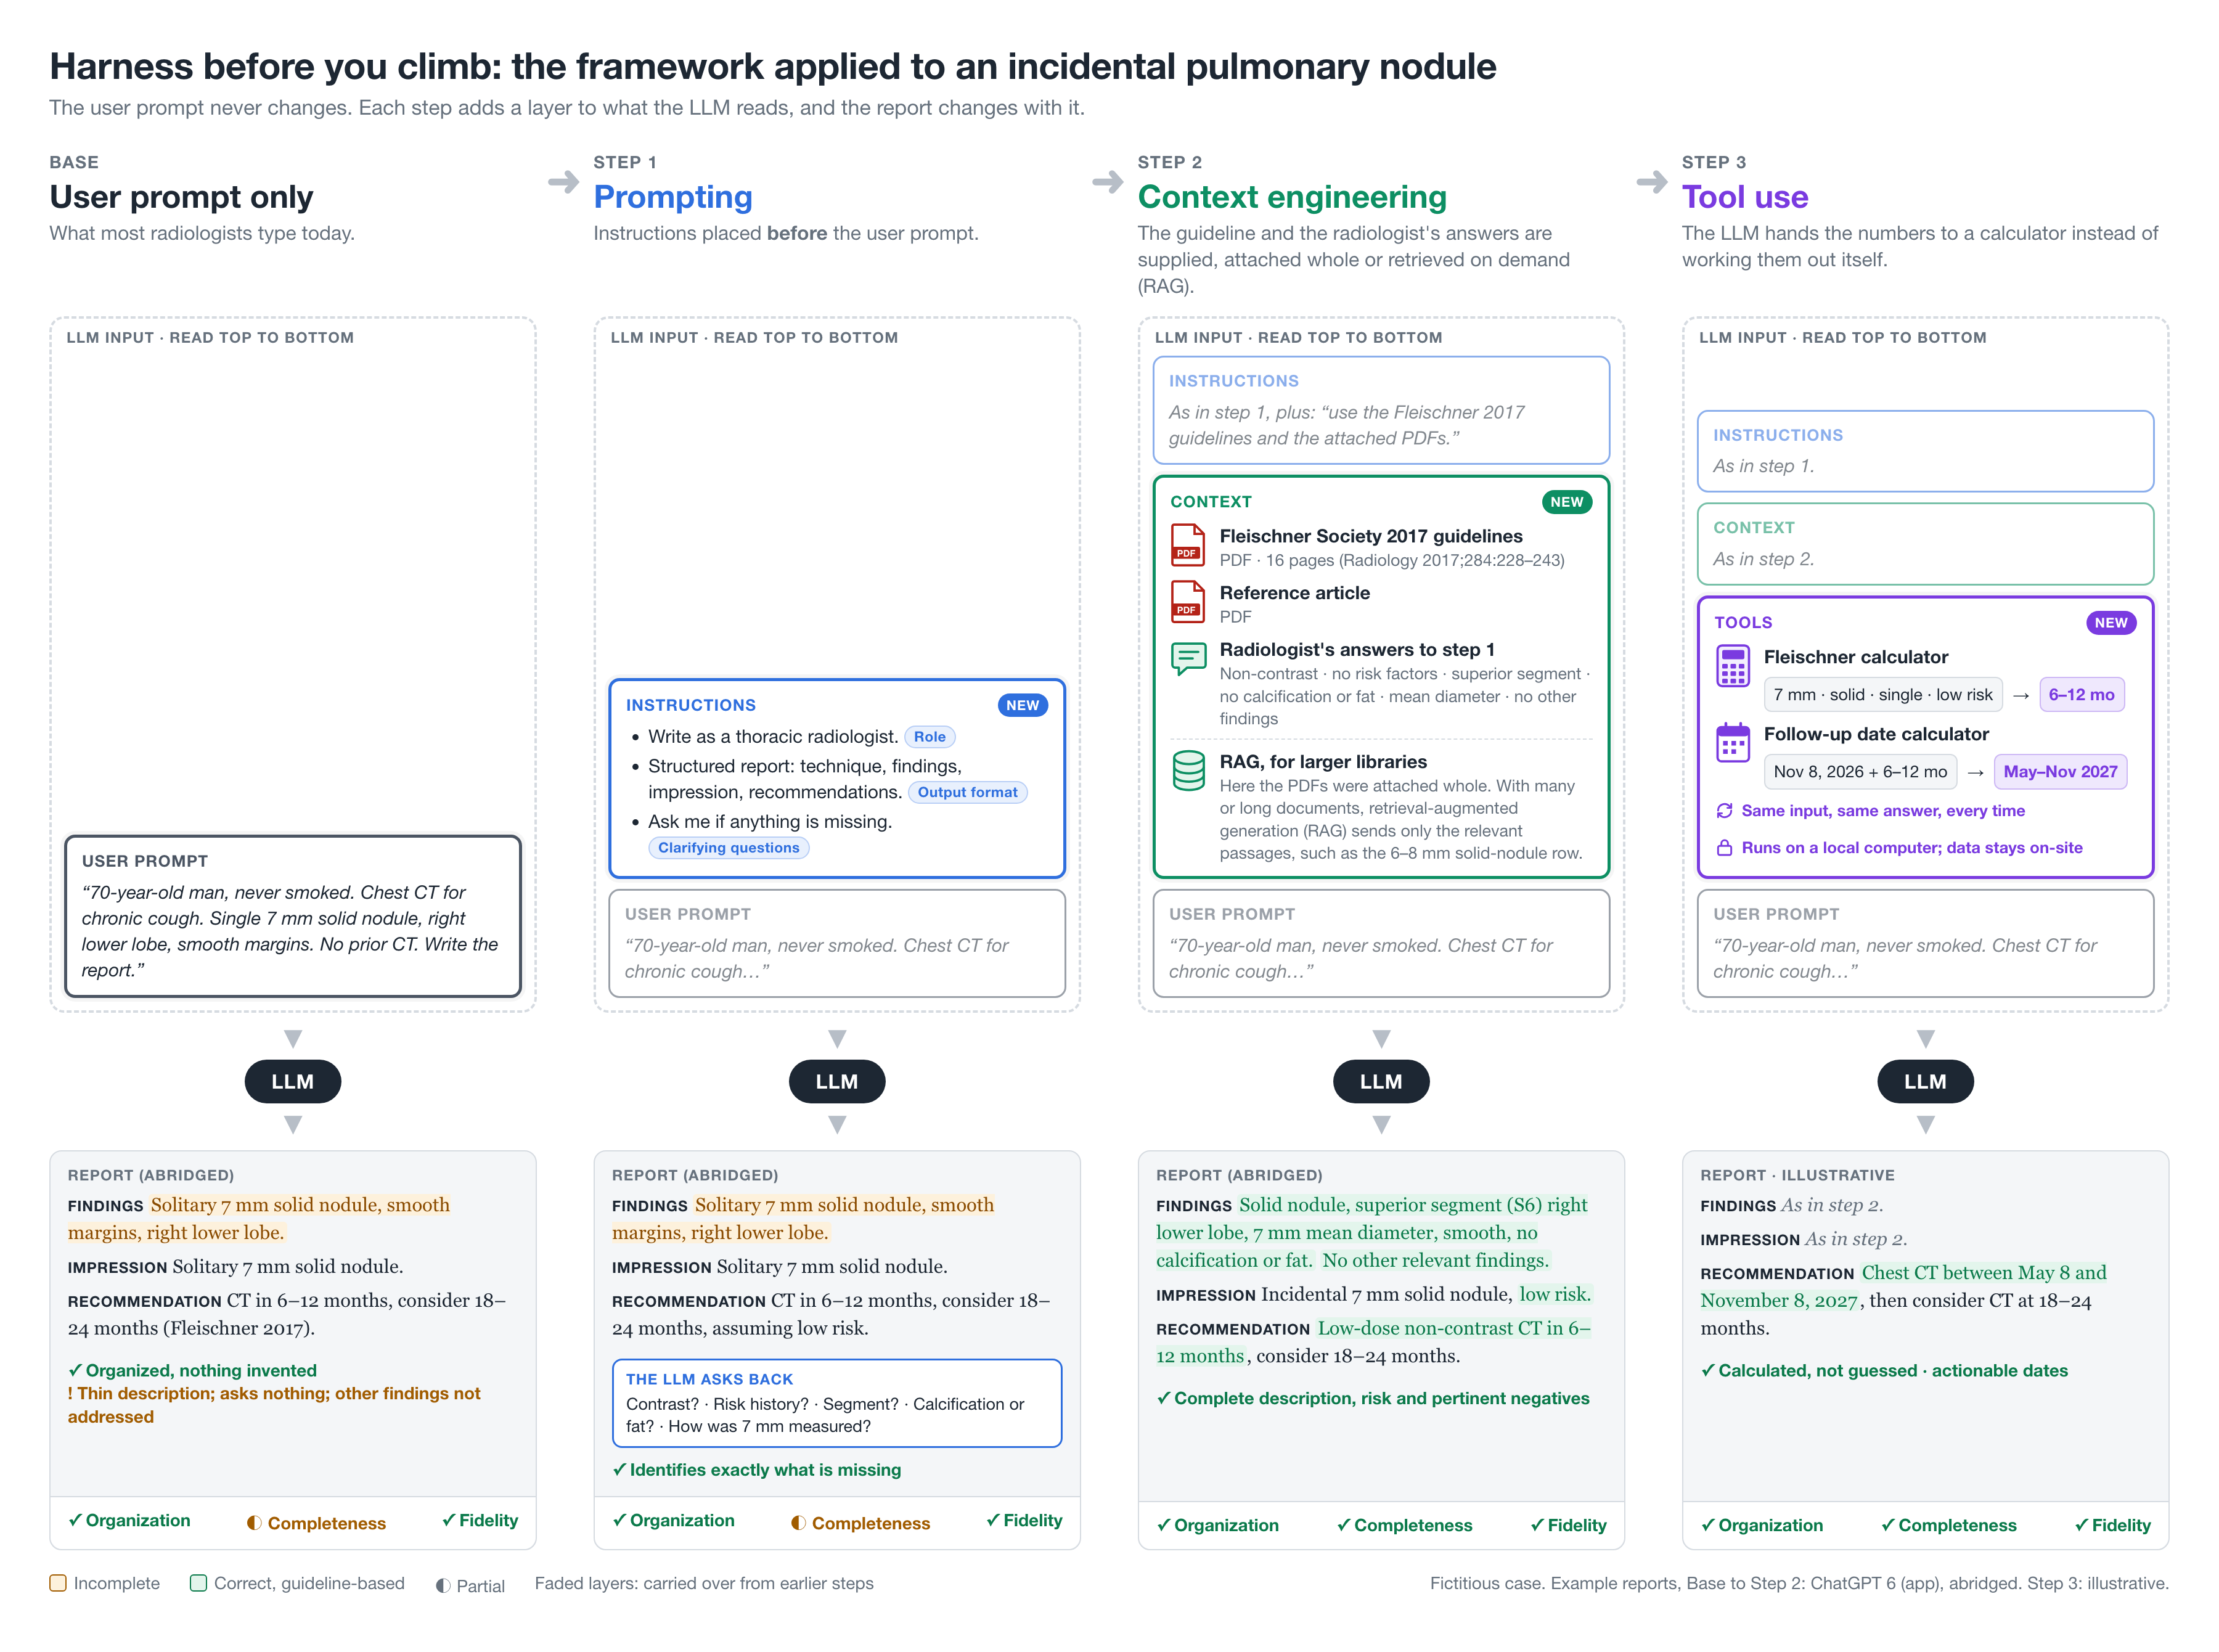 Harness before you climb: the framework applied to an incidental pulmonary nodule
The user prompt never changes. Each step adds a layer to what the LLM reads, and the report changes with it.
BASE
User prompt only
What most radiologists type today.
LLM INPUT · READ TOP TO BOTTOM
USER PROMPT
“70-year-old man, never smoked. Chest CT for
chronic cough. Single 7 mm solid nodule, right
lower lobe, smooth margins. No prior CT. Write the
report.”
LLM
REPORT (ABRIDGED)
FINDINGS Solitary 7 mm solid nodule, smooth
margins, right lower lobe.
IMPRESSION Solitary 7 mm solid nodule.
RECOMMENDATION CT in 6–12 months, consider 18–
24 months (Fleischner 2017).
✓ Organized, nothing invented
! Thin description; asks nothing; other findings not
addressed
✓ Organization ◐ Completeness ✓ Fidelity
➜
STEP 1
Prompting
Instructions placed before the user prompt.
LLM INPUT · READ TOP TO BOTTOM
INSTRUCTIONS NEW
• Write as a thoracic radiologist. Role
• Structured report: technique, findings,
impression, recommendations. Output format
• Ask me if anything is missing.
Clarifying questions
USER PROMPT
“70-year-old man, never smoked. Chest CT for
chronic cough…”
LLM
REPORT (ABRIDGED)
FINDINGS Solitary 7 mm solid nodule, smooth
margins, right lower lobe.
IMPRESSION Solitary 7 mm solid nodule.
RECOMMENDATION CT in 6–12 months, consider 18–
24 months, assuming low risk.
THE LLM ASKS BACK
Contrast? · Risk history? · Segment? · Calcification or
fat? · How was 7 mm measured?
✓ Identifies exactly what is missing
✓ Organization ◐ Completeness ✓ Fidelity
➜
STEP 2
Context engineering
The guideline and the radiologist's answers are
supplied, attached whole or retrieved on demand
(RAG).
LLM INPUT · READ TOP TO BOTTOM
INSTRUCTIONS
As in step 1, plus: “use the Fleischner 2017
guidelines and the attached PDFs.”
CONTEXT NEW
PDF
Fleischner Society 2017 guidelines
PDF · 16 pages (Radiology 2017;284:228–243)
PDF
Reference article
PDF
Radiologist's answers to step 1
Non-contrast · no risk factors · superior segment ·
no calcification or fat · mean diameter · no other
findings
RAG, for larger libraries
Here the PDFs were attached whole. With many
or long documents, retrieval-augmented
generation (RAG) sends only the relevant
passages, such as the 6–8 mm solid-nodule row.
USER PROMPT
“70-year-old man, never smoked. Chest CT for
chronic cough…”
LLM
REPORT (ABRIDGED)
FINDINGS Solid nodule, superior segment (S6) right
lower lobe, 7 mm mean diameter, smooth, no
calcification or fat. No other relevant findings.
IMPRESSION Incidental 7 mm solid nodule, low risk.
RECOMMENDATION Low-dose non-contrast CT in 6–
12 months, consider 18–24 months.
✓ Complete description, risk and pertinent negatives
✓ Organization ✓ Completeness ✓ Fidelity
➜
STEP 3
Tool use
The LLM hands the numbers to a calculator instead of
working them out itself.
LLM INPUT · READ TOP TO BOTTOM
INSTRUCTIONS
As in step 1.
CONTEXT
As in step 2.
TOOLS NEW
Fleischner calculator
7 mm · solid · single · low risk → 6–12 mo
Follow-up date calculator
Nov 8, 2026 + 6–12 mo → May–Nov 2027
Same input, same answer, every time
Runs on a local computer; data stays on-site
USER PROMPT
“70-year-old man, never smoked. Chest CT for
chronic cough…”
LLM
REPORT · ILLUSTRATIVE
FINDINGS As in step 2.
IMPRESSION As in step 2.
RECOMMENDATION Chest CT between May 8 and
November 8, 2027, then consider CT at 18–24
months.
✓ Calculated, not guessed · actionable dates
✓ Organization ✓ Completeness ✓ Fidelity
Incomplete Correct, guideline-based ◐ Partial Faded layers: carried over from earlier steps
Fictitious case. Example reports, Base to Step 2: ChatGPT 6 (app), abridged. Step 3: illustrative.